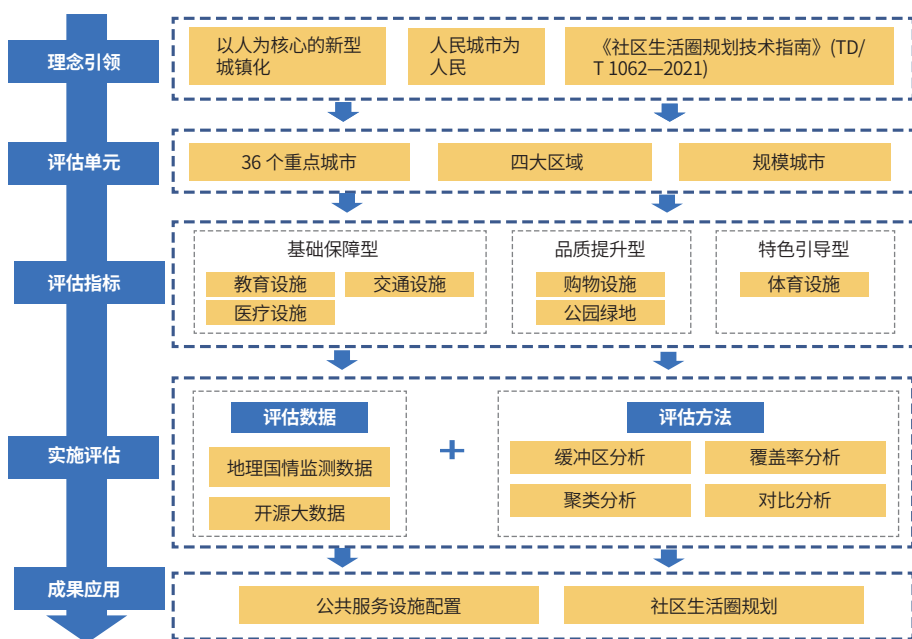 理念引领
以人为核心的新型
城镇化
人民城市为
人民
《社区生活圈规划技术指南》(TD/
T 1062—2021)
评估单元
36 个重点城市
四大区域
规模城市
评估指标
基础保障型
教育设施
交通设施
医疗设施
品质提升型
购物设施
公园绿地
特色引导型
体育设施
实施评估
评估数据
地理国情监测数据
开源大数据
+
评估方法
缓冲区分析
覆盖率分析
聚类分析
对比分析
成果应用
公共服务设施配置
社区生活圈规划